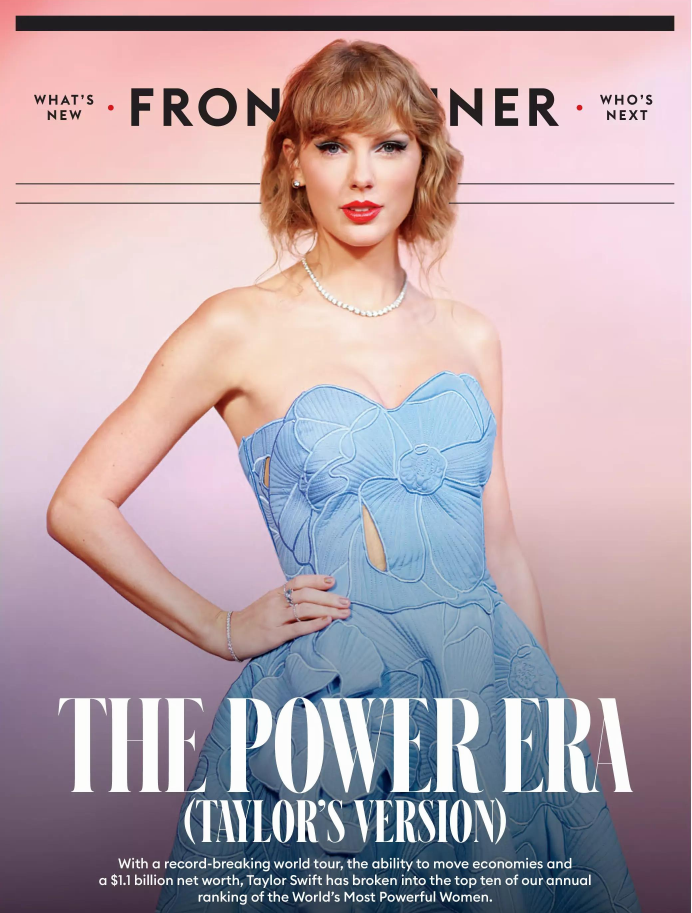 WHAT'S
NEW
• FRON NER •
WHO'S
NEXT
THE POWER ERA
(TAYLOR'S VERSION)
With a record-breaking world tour, the ability to move economies and
a $1.1 billion net worth, Taylor Swift has broken into the top ten of our annual
ranking of the World's Most Powerful Women.